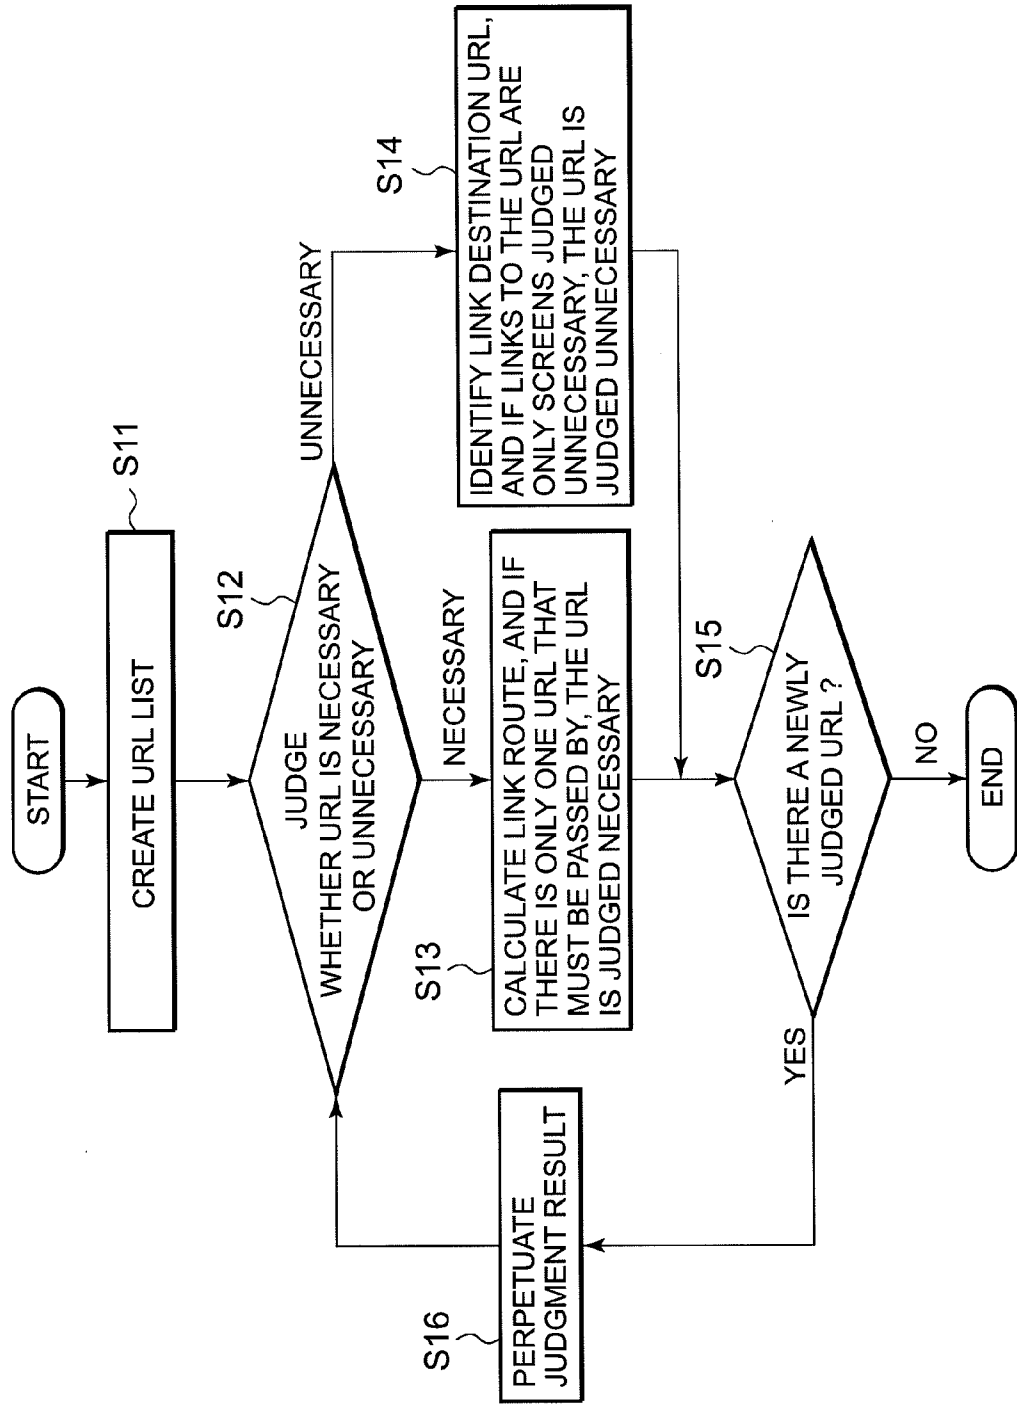 START
S11
CREATE URL LIST
S12
JUDGE
WHETHER URL IS NECESSARY
OR UNNECESSARY
UNNECESSARY
NECESSARY
S13
CALCULATE LINK ROUTE, AND IF
THERE IS ONLY ONE URL THAT
MUST BE PASSED BY, THE URL
IS JUDGED NECESSARY
S14
IDENTIFY LINK DESTINATION URL,
AND IF LINKS TO THE URL ARE
ONLY SCREENS JUDGED
UNNECESSARY, THE URL IS
JUDGED UNNECESSARY
S15
IS THERE A NEWLY
JUDGED URL ?
YES
NO
S16
PERPETUATE
JUDGMENT RESULT
END